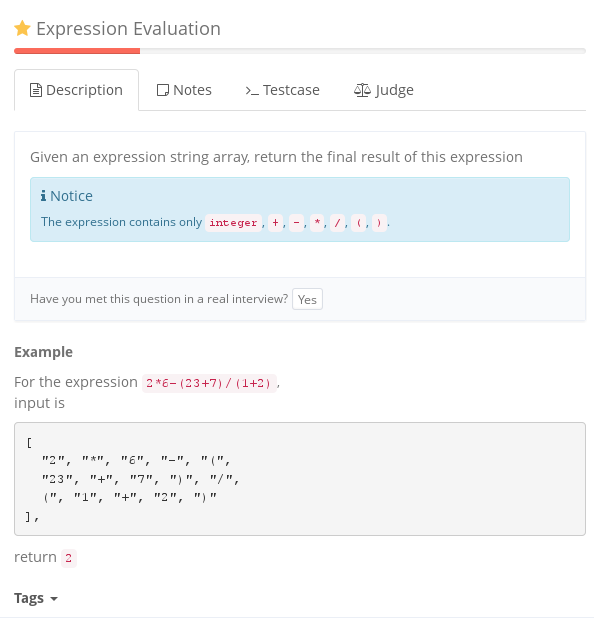 Expression Evaluation
Description Notes >_ Testcase Judge
Given an expression string array, return the final result of this expression
i Notice
The expression contains only integer, +, -, *, /, (, ).
Have you met this question in a real interview? Yes
Example
For the expression 2*6-(23+7)/(1+2),
input is
[
"2", "*", "6", "-", "(",
"23", "+", "7", ")", "/",
(", "1", "+", "2", ")"
],
return 2
Tags